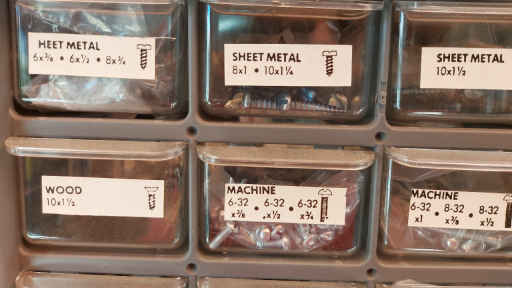 HEET METAL
6x⅜ • 6x½ • 8x¾
SHEET METAL
8x1 • 10x1¼
SHEET METAL
10x1½
WOOD
10x1½
MACHINE
6-32 • 6-32 • 6-32
x⅜ x½ x¾
MACHINE
6-32 • 8-32 • 8-32
x1 x⅜ x½